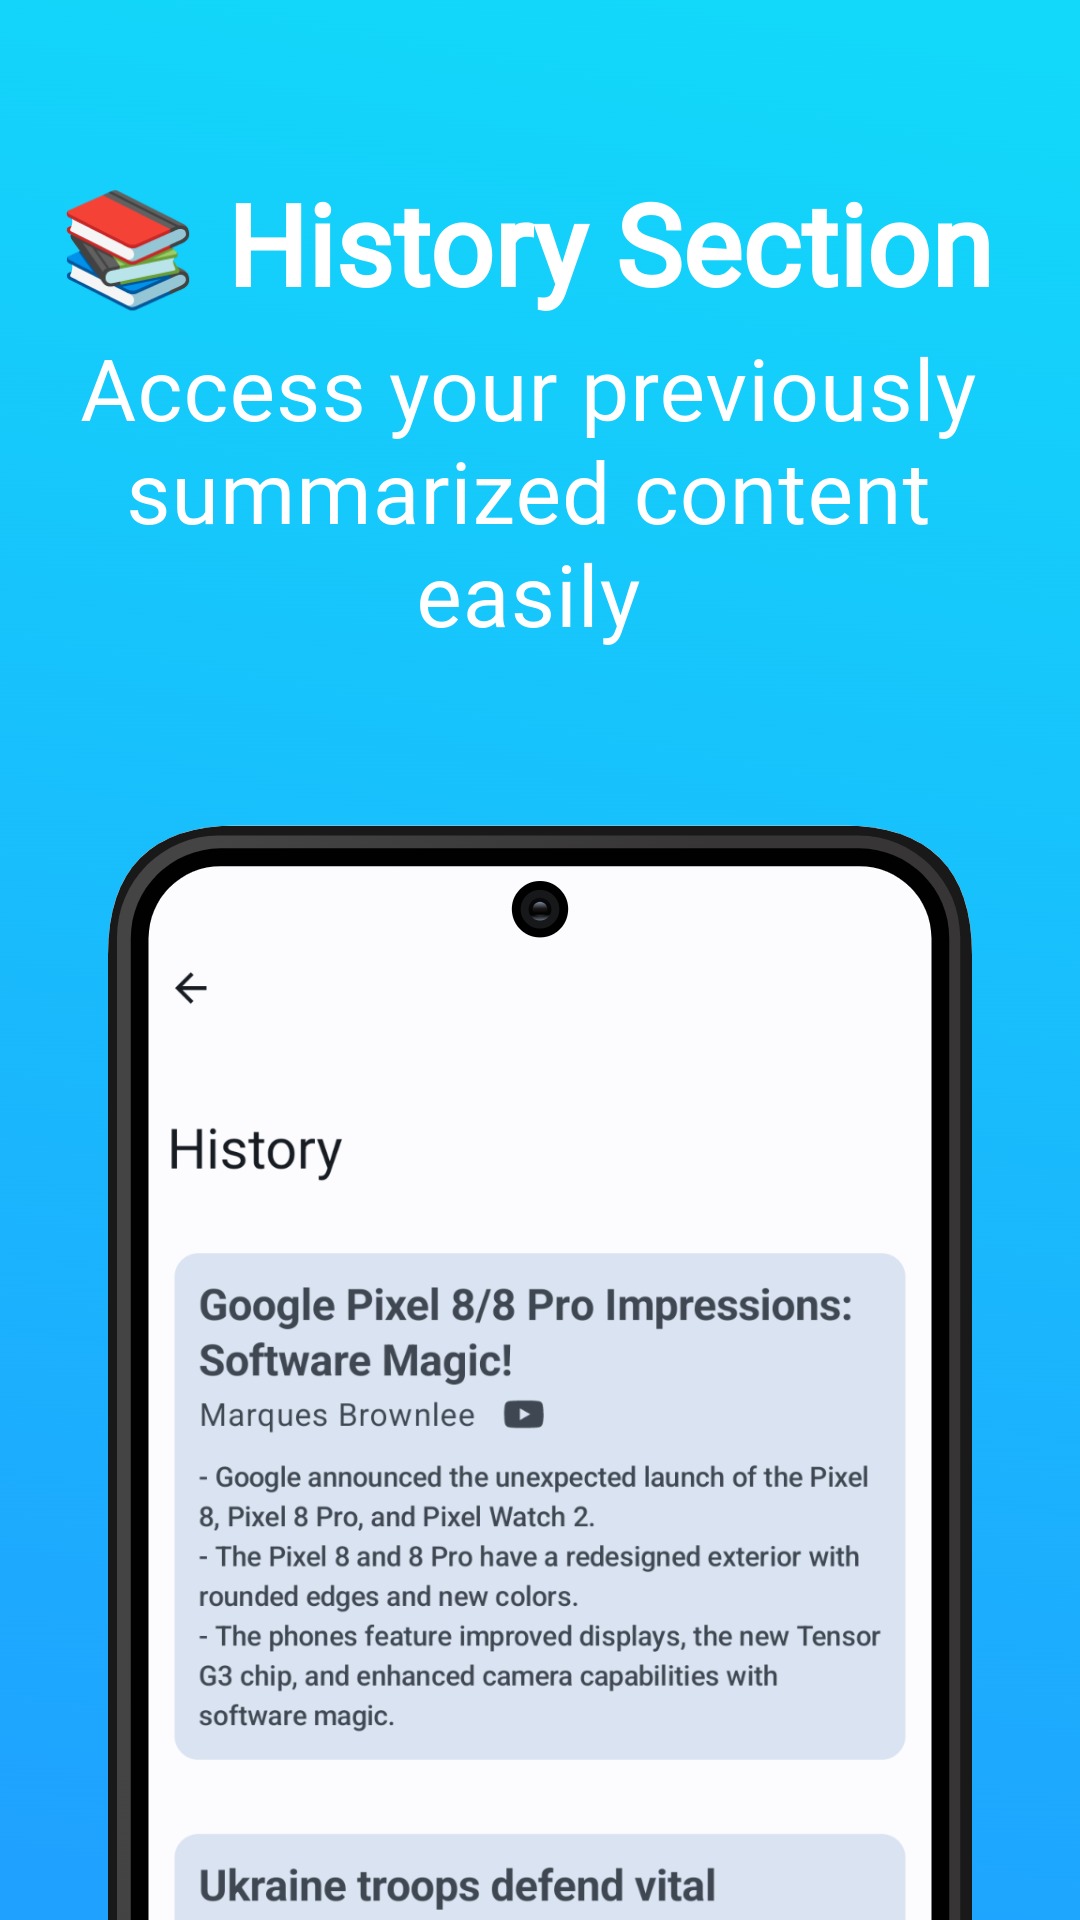 📚 History Section
Access your previously
summarized content
easily
History
Google Pixel 8/8 Pro Impressions:
Software Magic!
Marques Brownlee
- Google announced the unexpected launch of the Pixel
8, Pixel 8 Pro, and Pixel Watch 2.
- The Pixel 8 and 8 Pro have a redesigned exterior with
rounded edges and new colors.
- The phones feature improved displays, the new Tensor
G3 chip, and enhanced camera capabilities with
software magic.
Ukraine troops defend vital